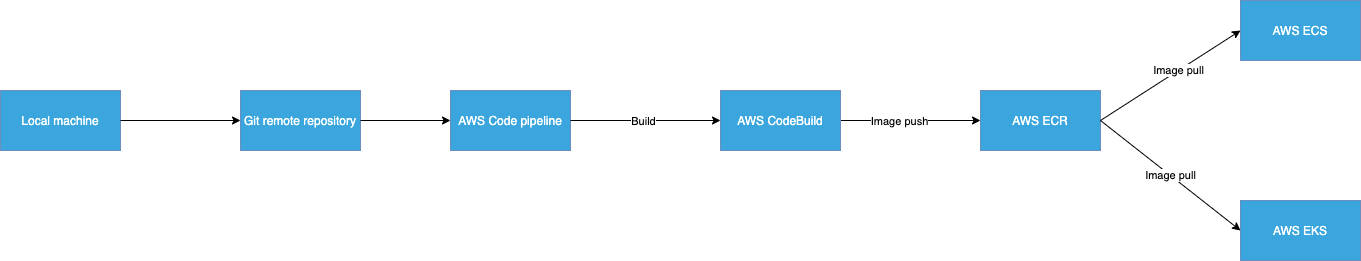 AWS ECS
Image pull
Local machine
Git remote repository
AWS Code pipeline
Build
AWS CodeBuild
Image push
AWS ECR
Image pull
AWS EKS